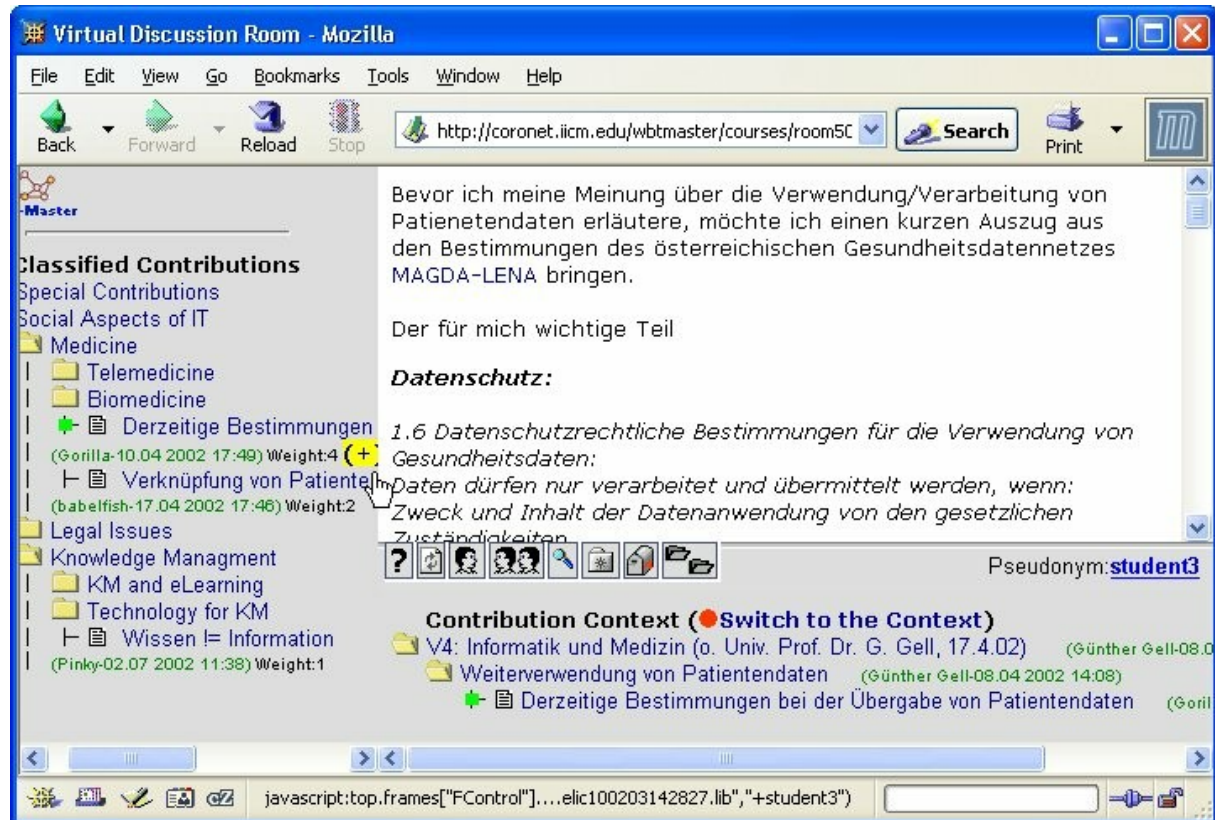 Virtual Discussion Room - Mozilla
File Edit View Go Bookmarks Tools Window Help
Back Forward Reload Stop http://coronet.iicm.edu/wbtmaster/courses/room50 Search Print
-Master
Classified Contributions
Special Contributions
Social Aspects of IT
Medicine
Telemedicine
Biomedicine
Derzeitige Bestimmungen
(Gorilla-10.04 2002 17:49) Weight:4 (+)
Verknüpfung von Patiente
(babelfish-17.04 2002 17:46) Weight:2
Legal Issues
Knowledge Managment
KM and eLearning
Technology for KM
Wissen != Information
(Pinky-02.07 2002 11:38) Weight:1
Bevor ich meine Meinung über die Verwendung/Verarbeitung von
Patienetendaten erläutere, möchte ich einen kurzen Auszug aus
den Bestimmungen des österreichischen Gesundheitsdatennetzes
MAGDA-LENA bringen.
Der für mich wichtige Teil
Datenschutz:
1.6 Datenschutzrechtliche Bestimmungen für die Verwendung von
Gesundheitsdaten:
Daten dürfen nur verarbeitet und übermittelt werden, wenn:
Zweck und Inhalt der Datenanwendung von den gesetzlichen
Zuständigkeiten
? Pseudonym:student3
Contribution Context (Switch to the Context)
V4: Informatik und Medizin (o. Univ. Prof. Dr. G. Gell, 17.4.02) (Günther Gell-08.0
Weiterverwendung von Patientendaten (Günther Gell-08.04 2002 14:08)
Derzeitige Bestimmungen bei der Übergabe von Patientendaten (Goril
javascript:top.frames["FControl"]....elic100203142827.lib","+student3")